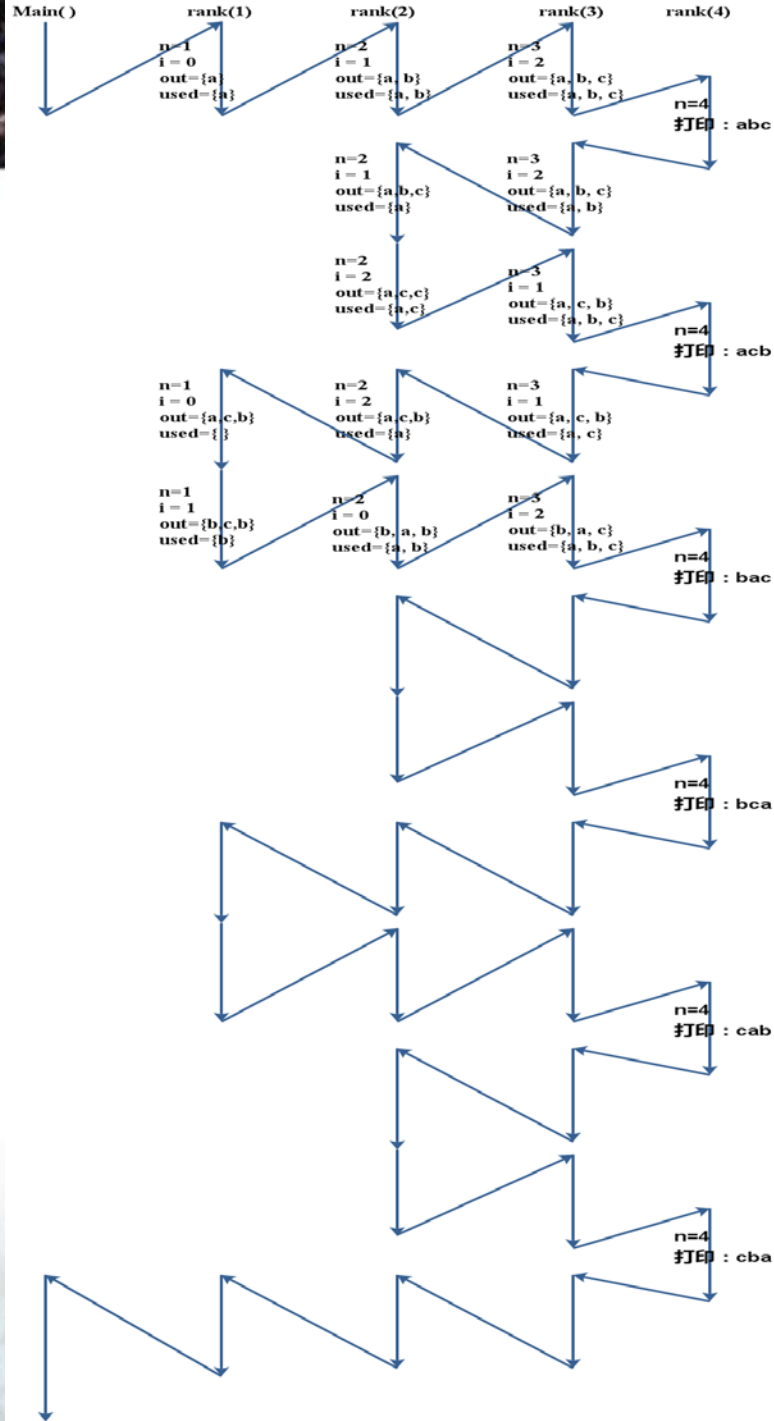 Main() rank(1) rank(2) rank(3) rank(4)
n=1
i = 0
out={a}
used={a}
n=2
i = 1
out={a, b}
used={a, b}
n=3
i = 2
out={a, b, c}
used={a, b, c}
n=4
打印：abc
n=2
i = 1
out={a,b,c}
used={a}
n=3
i = 2
out={a, b, c}
used={a, b}
n=2
i = 2
out={a,c,c}
used={a,c}
n=3
i = 1
out={a, c, b}
used={a, b, c}
n=4
打印：acb
n=1
i = 0
out={a,c,b}
used={}
n=2
i = 2
out={a,c,b}
used={a}
n=3
i = 1
out={a, c, b}
used={a, c}
n=1
i = 1
out={b,c,b}
used={b}
n=2
i = 0
out={b, a, b}
used={a, b}
n=3
i = 2
out={b, a, c}
used={a, b, c}
n=4
打印：bac
n=4
打印：bca
n=4
打印：cab
n=4
打印：cba